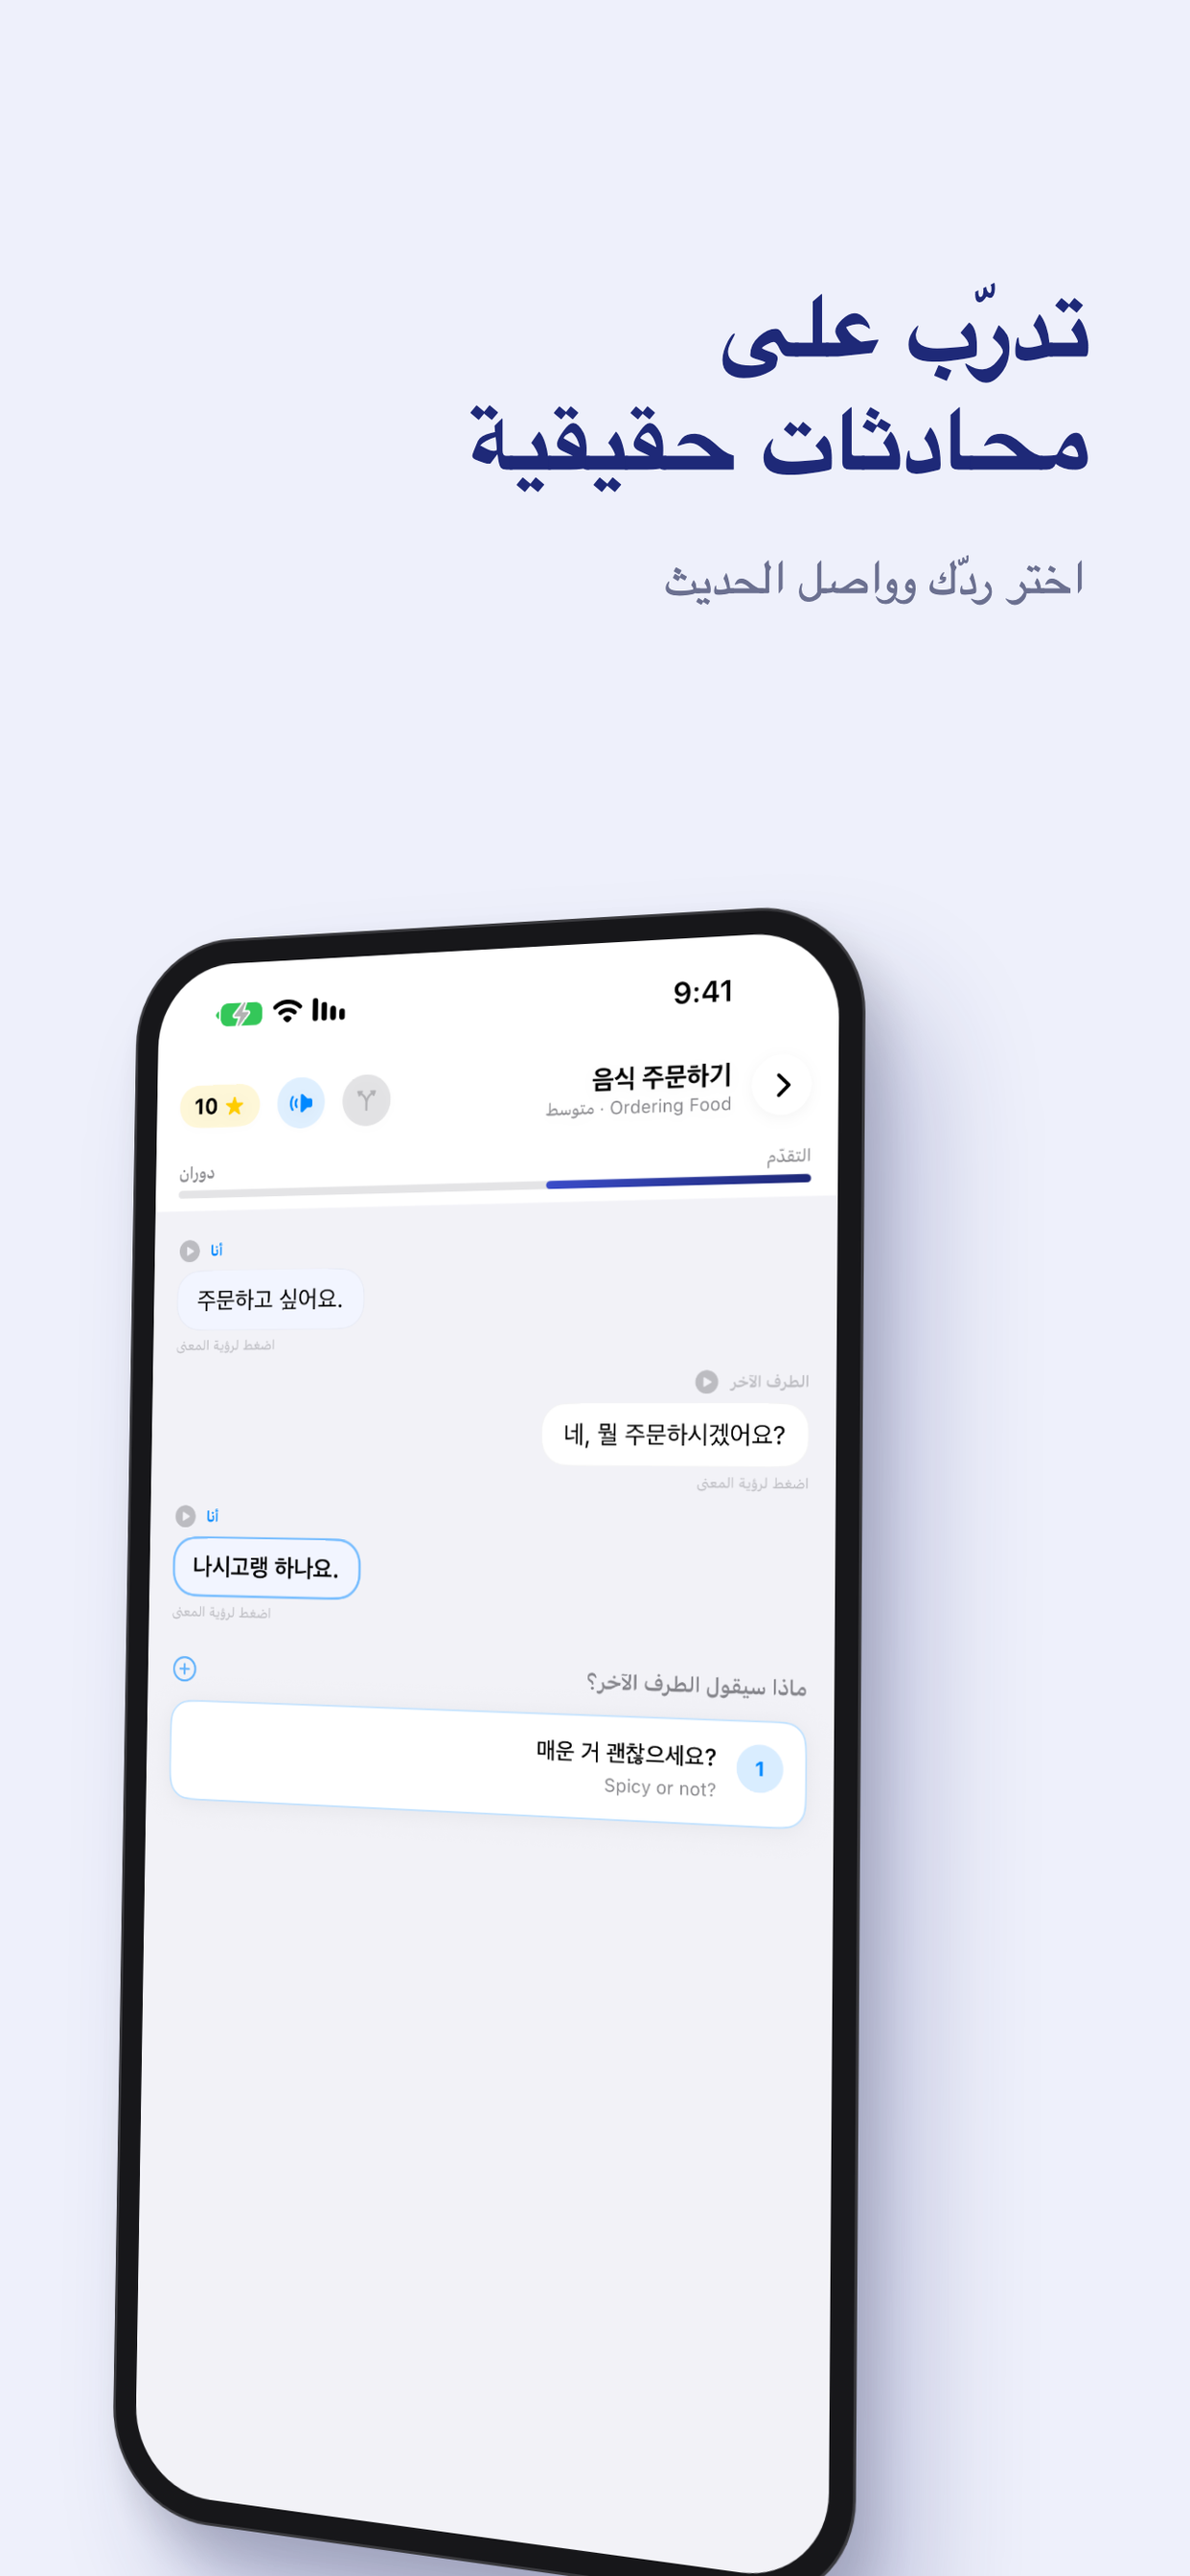 تدرّب على
محادثات حقيقية
اختر ردّك وواصل الحديث
9:41
음식 주문하기
Ordering Food · متوسط
10
التقدّم
دوران
أنا
주문하고 싶어요.
اضغط لرؤية المعنى
الطرف الآخر
네, 뭘 주문하시겠어요?
اضغط لرؤية المعنى
أنا
나시고랭 하나요.
اضغط لرؤية المعنى
ماذا سيقول الطرف الآخر؟
1
매운 거 괜찮으세요?
Spicy or not?